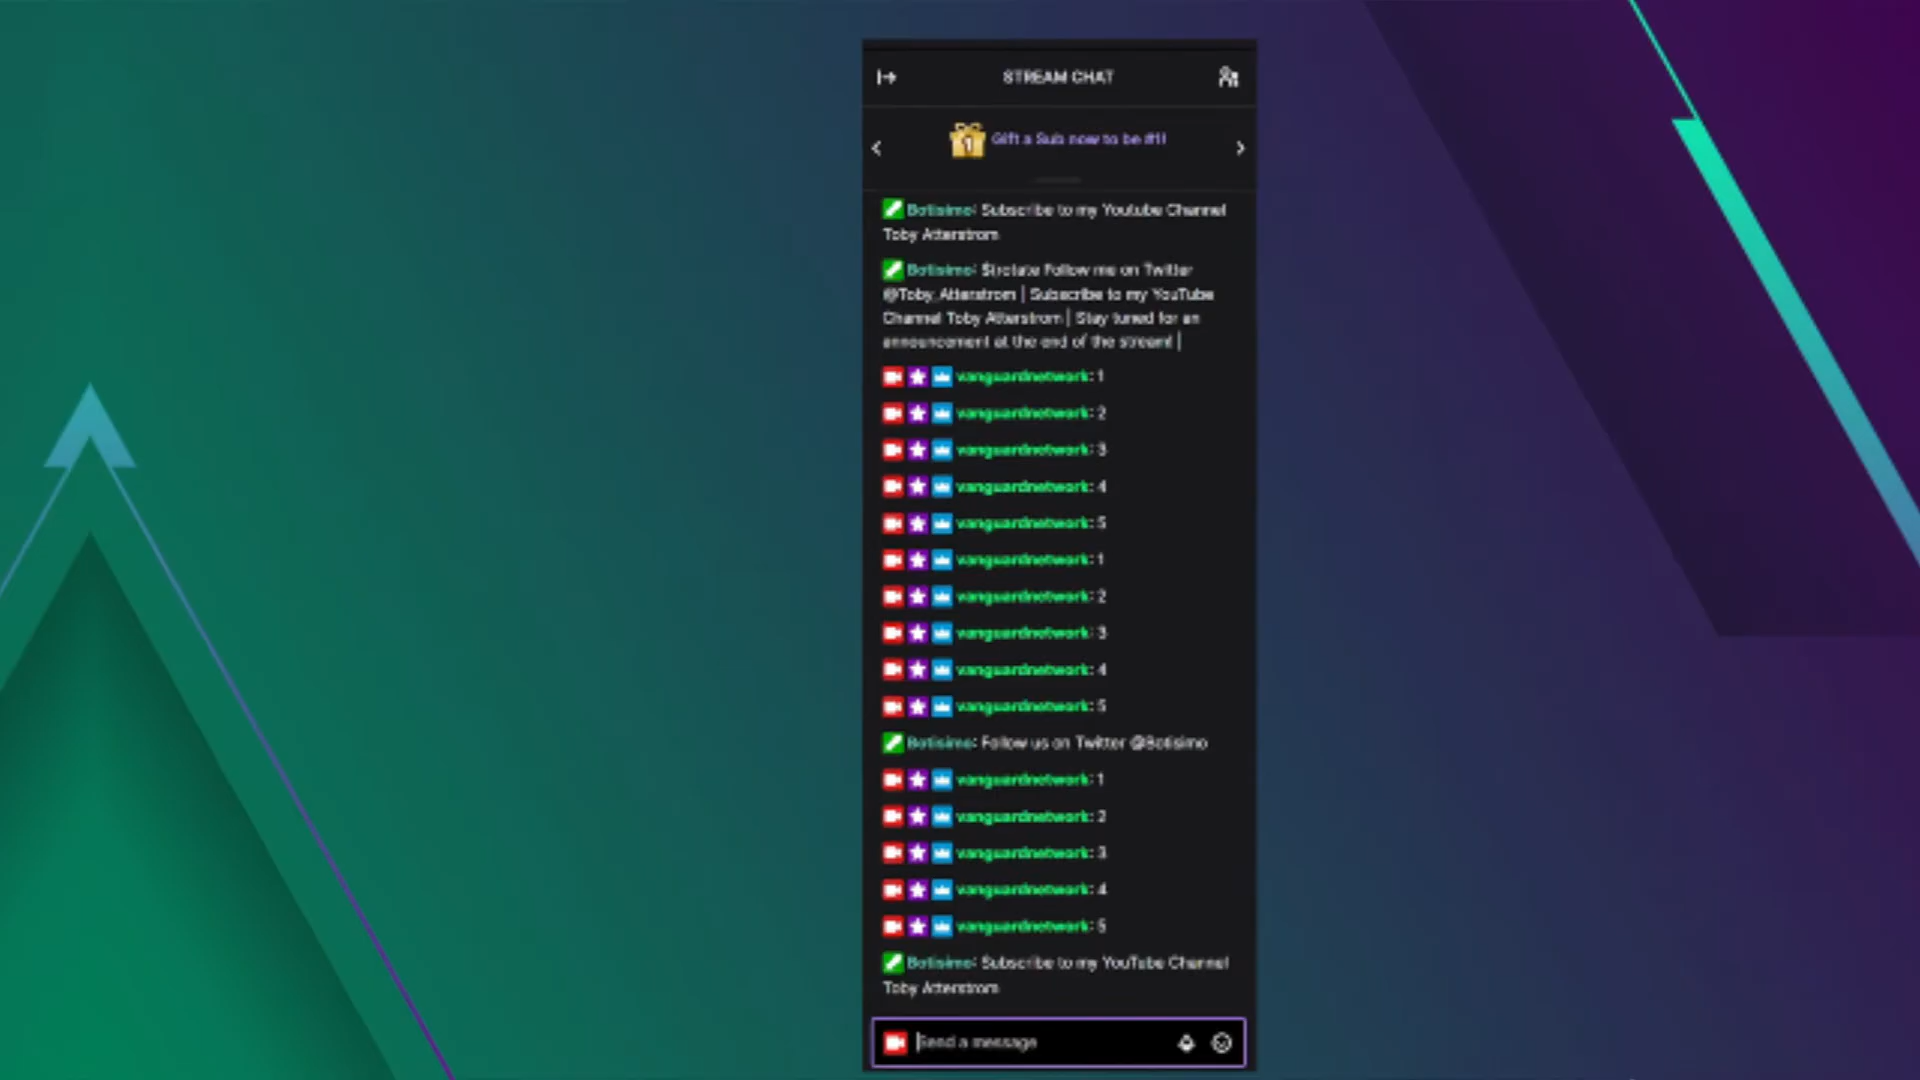 STREAM CHAT
1
Gift a Sub now to be #1!
Botisimo: Subscribe to my Youtube Channel
Toby Atterstrom
Botisimo: $(rotate Follow me on Twitter
@Toby_Atterstrom | Subscribe to my YouTube
Channel Toby Atterstrom | Stay tuned for an
announcement at the end of the stream! |
vanguardnetwork: 1
vanguardnetwork: 2
vanguardnetwork: 3
vanguardnetwork: 4
vanguardnetwork: 5
vanguardnetwork: 1
vanguardnetwork: 2
vanguardnetwork: 3
vanguardnetwork: 4
vanguardnetwork: 5
Botisimo: Follow us on Twitter @Botisimo
vanguardnetwork: 1
vanguardnetwork: 2
vanguardnetwork: 3
vanguardnetwork: 4
vanguardnetwork: 5
Botisimo: Subscribe to my YouTube Channel
Toby Atterstrom
Send a message